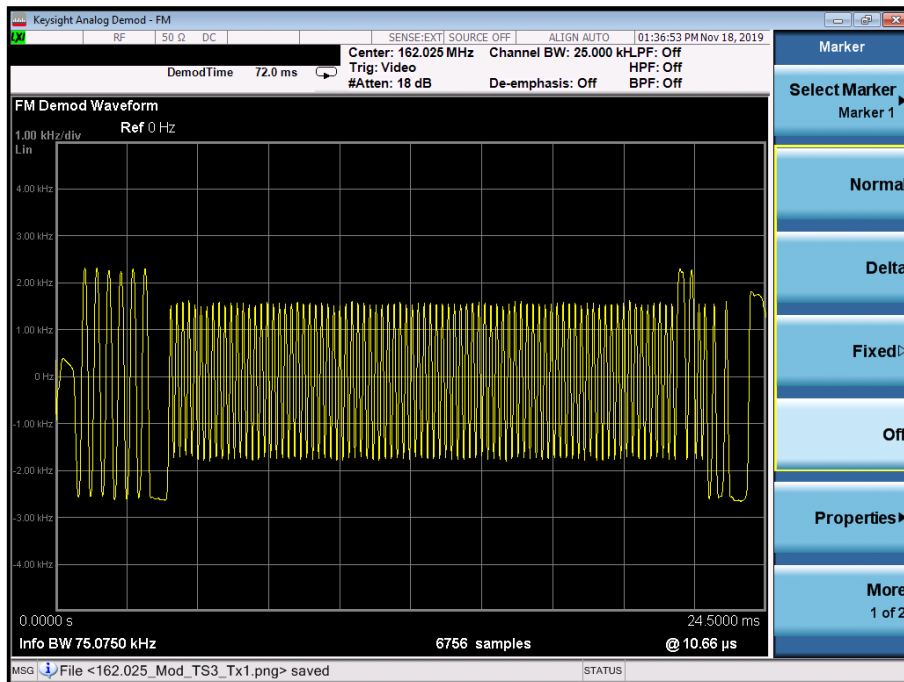 Keysight Analog Demod - FM
LXI RF 50 Ω DC SENSE:EXT SOURCE OFF ALIGN AUTO 01:36:53 PM Nov 18, 2019
Center: 162.025 MHz Channel BW: 25.000 kHLPF: Off
DemodTime 72.0 ms Trig: Video HPF: Off
#Atten: 18 dB De-emphasis: Off BPF: Off
FM Demod Waveform
Ref 0 Hz
1.00 kHz/div
Lin
4.00 kHz
3.00 kHz
2.00 kHz
1.00 kHz
0 Hz
-1.00 kHz
-2.00 kHz
-3.00 kHz
-4.00 kHz
0.0000 s 24.5000 ms
Info BW 75.0750 kHz 6756 samples @ 10.66 µs
MSG File <162.025_Mod_TS3_Tx1.png> saved STATUS
Marker
Select Marker
Marker 1
Normal
Delta
Fixed
Off
Properties
More
1 of 2